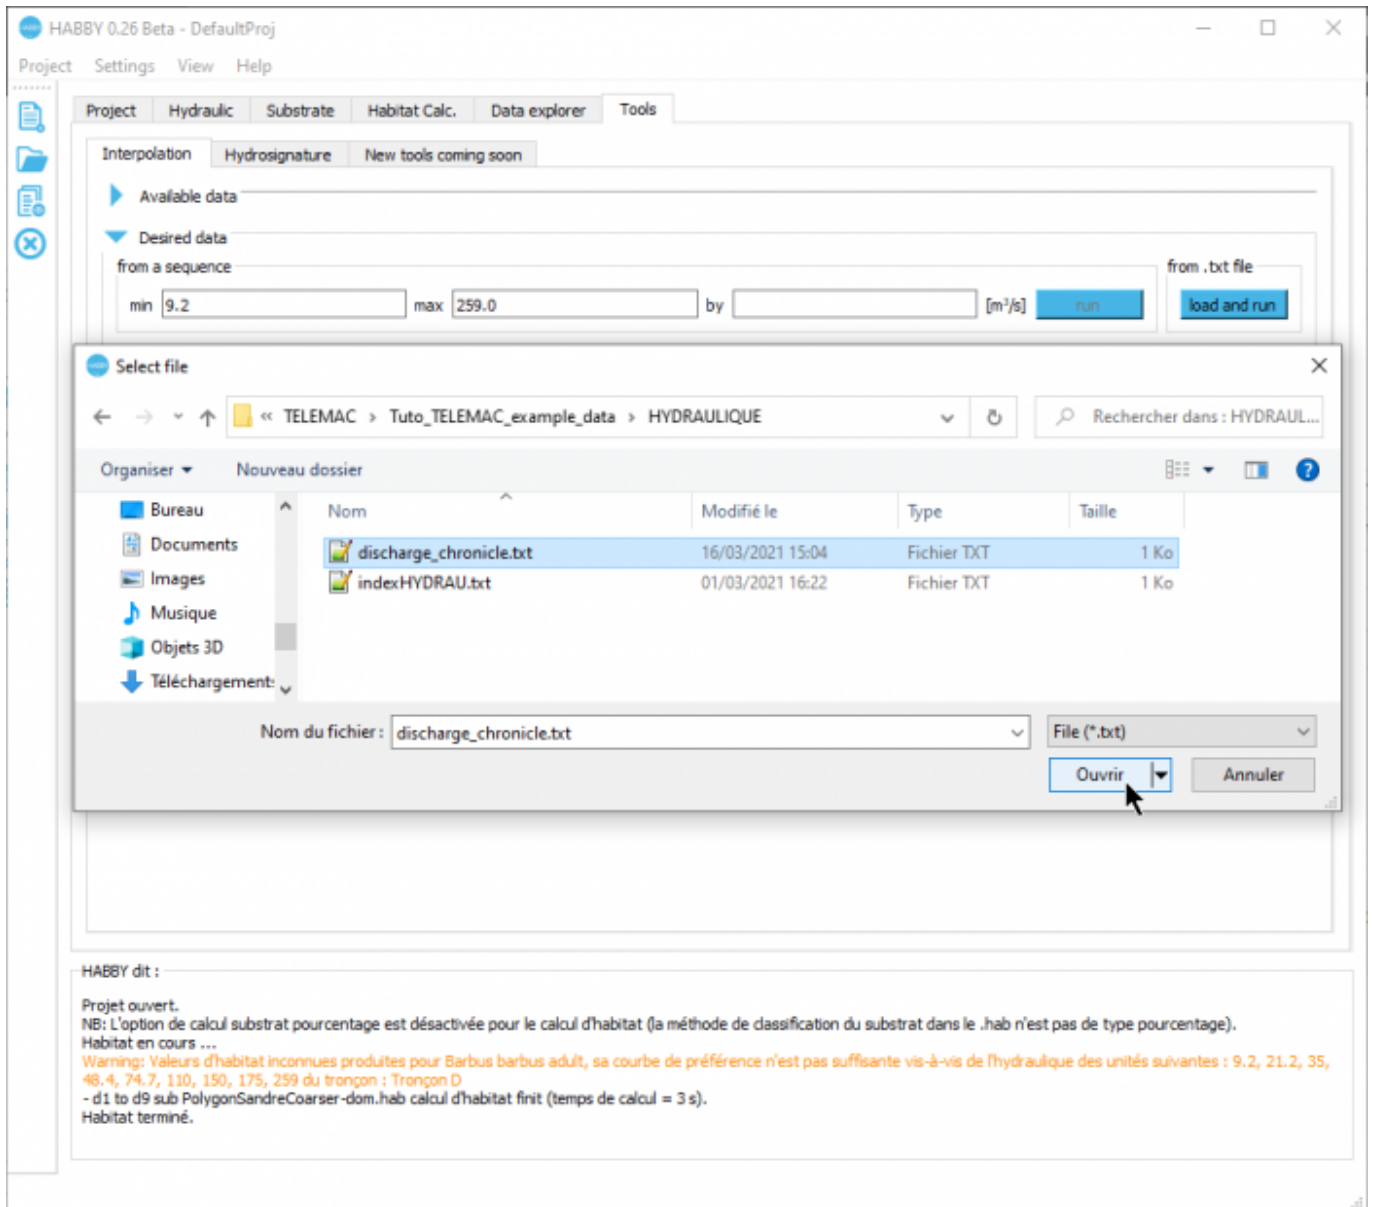 HABBY 0.26 Beta - DefaultProj
Project Settings View Help
Project Hydraulic Substrate Habitat Calc. Data explorer Tools
Interpolation Hydrosignature New tools coming soon
Available data
Desired data
from a sequence from .txt file
min 9.2 max 259.0 by [m³/s] run load and run
Select file
« TELEMAC > Tuto_TELEMAC_example_data > HYDRAULIQUE Rechercher dans : HYDRAUL...
Organiser Nouveau dossier
Bureau Nom Modifié le Type Taille
Documents discharge_chronicle.txt 16/03/2021 15:04 Fichier TXT 1 Ko
Images indexHYDRAU.txt 01/03/2021 16:22 Fichier TXT 1 Ko
Musique
Objets 3D
Téléchargements
Nom du fichier : discharge_chronicle.txt File (*.txt)
Ouvrir Annuler
HABBY dit :
Projet ouvert.
NB: L'option de calcul substrat pourcentage est désactivée pour le calcul d'habitat (la méthode de classification du substrat dans le .hab n'est pas de type pourcentage).
Habitat en cours ...
Warning: Valeurs d'habitat inconnues produites pour Barbus barbus adult, sa courbe de préférence n'est pas suffisante vis-à-vis de l'hydraulique des unités suivantes : 9.2, 21.2, 35,
48.4, 74.7, 110, 150, 175, 259 du tronçon : Tronçon D
- d1 to d9 sub PolygonSandreCoarser-dom.hab calcul d'habitat finit (temps de calcul = 3 s).
Habitat terminé.